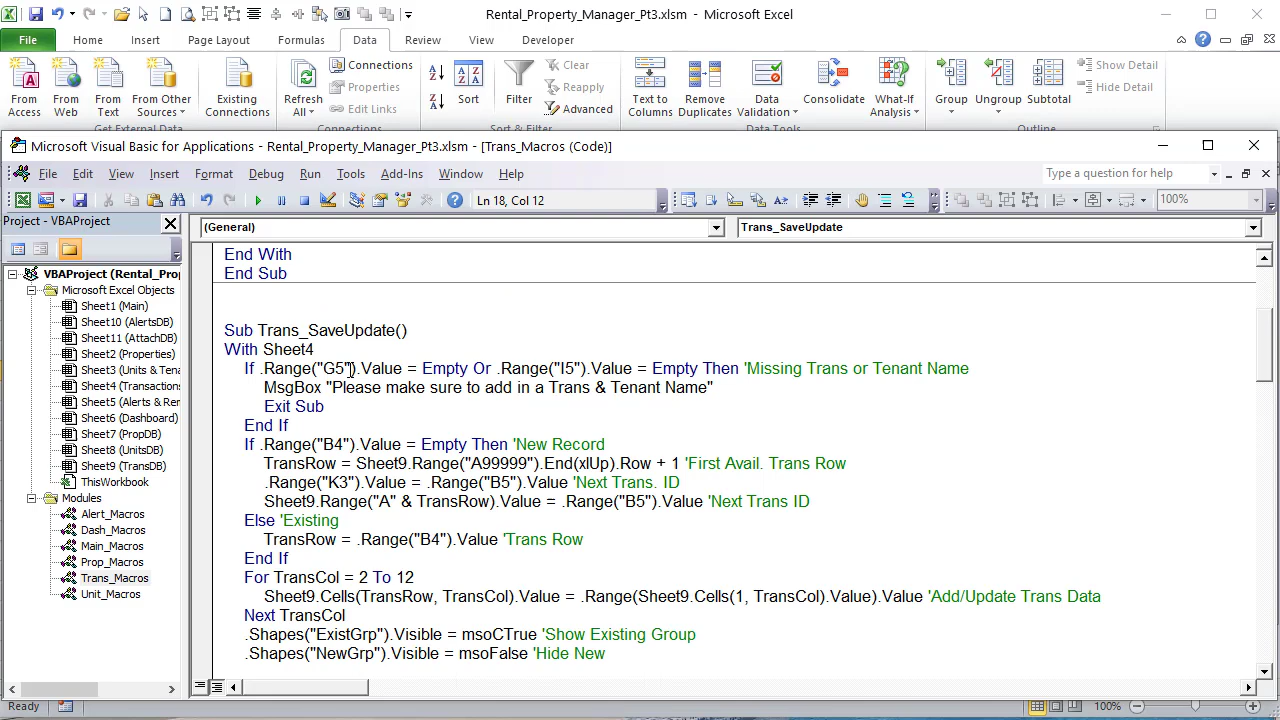 Rental_Property_Manager_Pt3.xlsm - Microsoft Excel
File Home Insert Page Layout Formulas Data Review View Developer
From Access
From Web
From Text
From Other Sources
Existing Connections
Refresh All
Connections
Properties
Edit Links
Sort
Filter
Clear
Reapply
Advanced
Text to Columns
Remove Duplicates
Data Validation
Consolidate
What-If Analysis
Group
Ungroup
Subtotal
Show Detail
Hide Detail
Get External Data Connections Sort & Filter Data Tools Outline
Microsoft Visual Basic for Applications - Rental_Property_Manager_Pt3.xlsm - [Trans_Macros (Code)]
File Edit View Insert Format Debug Run Tools Add-Ins Window Help
Type a question for help
Ln 18, Col 12
100%
Project - VBAProject
VBAProject (Rental_Pro
Microsoft Excel Objects
Sheet1 (Main)
Sheet10 (AlertsDB)
Sheet11 (AttachDB)
Sheet2 (Properties)
Sheet3 (Units & Tena
Sheet4 (Transactions
Sheet5 (Alerts & Rem
Sheet6 (Dashboard)
Sheet7 (PropDB)
Sheet8 (UnitsDB)
Sheet9 (TransDB)
ThisWorkbook
Modules
Alert_Macros
Dash_Macros
Main_Macros
Prop_Macros
Trans_Macros
Unit_Macros
(General)
Trans_SaveUpdate
End With
End Sub
Sub Trans_SaveUpdate()
With Sheet4
If .Range("G5").Value = Empty Or .Range("I5").Value = Empty Then 'Missing Trans or Tenant Name
MsgBox "Please make sure to add in a Trans & Tenant Name"
Exit Sub
End If
If .Range("B4").Value = Empty Then 'New Record
TransRow = Sheet9.Range("A99999").End(xlUp).Row + 1 'First Avail. Trans Row
.Range("K3").Value = .Range("B5").Value 'Next Trans. ID
Sheet9.Range("A" & TransRow).Value = .Range("B5").Value 'Next Trans ID
Else 'Existing
TransRow = .Range("B4").Value 'Trans Row
End If
For TransCol = 2 To 12
Sheet9.Cells(TransRow, TransCol).Value = .Range(Sheet9.Cells(1, TransCol).Value).Value 'Add/Update Trans Data
Next TransCol
.Shapes("ExistGrp").Visible = msoCTrue 'Show Existing Group
.Shapes("NewGrp").Visible = msoFalse 'Hide New
Ready
100%